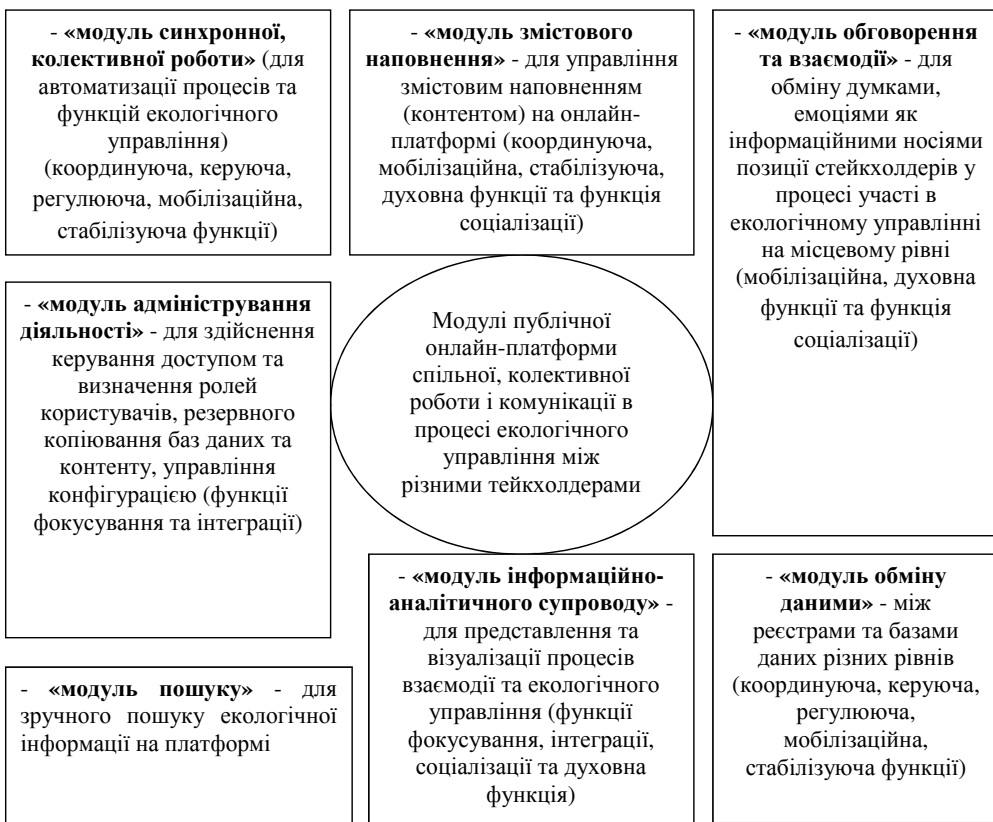 - «модуль синхронної,
колективної роботи» (для
автоматизації процесів та
функцій екологічного
управління)
(координуюча, керуюча,
регулююча, мобілізаційна,
стабілізуюча функції)
- «модуль змістового
наповнення» - для управління
змістовим наповненням
(контентом) на онлайн-
платформі (координуюча,
мобілізаційна, стабілізуюча,
духовна функції та функція
соціалізації)
- «модуль обговорення
та взаємодії» - для
обміну думками,
емоціями як
інформаційними носіями
позиції стейкхолдерів у
процесі участі в
екологічному управлінні
на місцевому рівні
(мобілізаційна, духовна
функції та функція
соціалізації)
- «модуль адміністрування
діяльності» - для здійснення
керування доступом та
визначення ролей
користувачів, резервного
копіювання баз даних та
контенту, управління
конфігурацією (функції
фокусування та інтеграції)
Модулі публічної
онлайн-платформи
спільної, колективної
роботи і комунікації в
процесі екологічного
управління між
різними тейкхолдерами
- «модуль інформаційно-
аналітичного супроводу» -
для представлення та
візуалізації процесів
взаємодії та екологічного
управління (функції
фокусування, інтеграції,
соціалізації та духовна
функція)
- «модуль обміну
даними» - між
реєстрами та базами
даних різних рівнів
(координуюча, керуюча,
регулююча,
мобілізаційна,
стабілізуюча функції)
- «модуль пошуку» - для
зручного пошуку екологічної
інформації на платформі